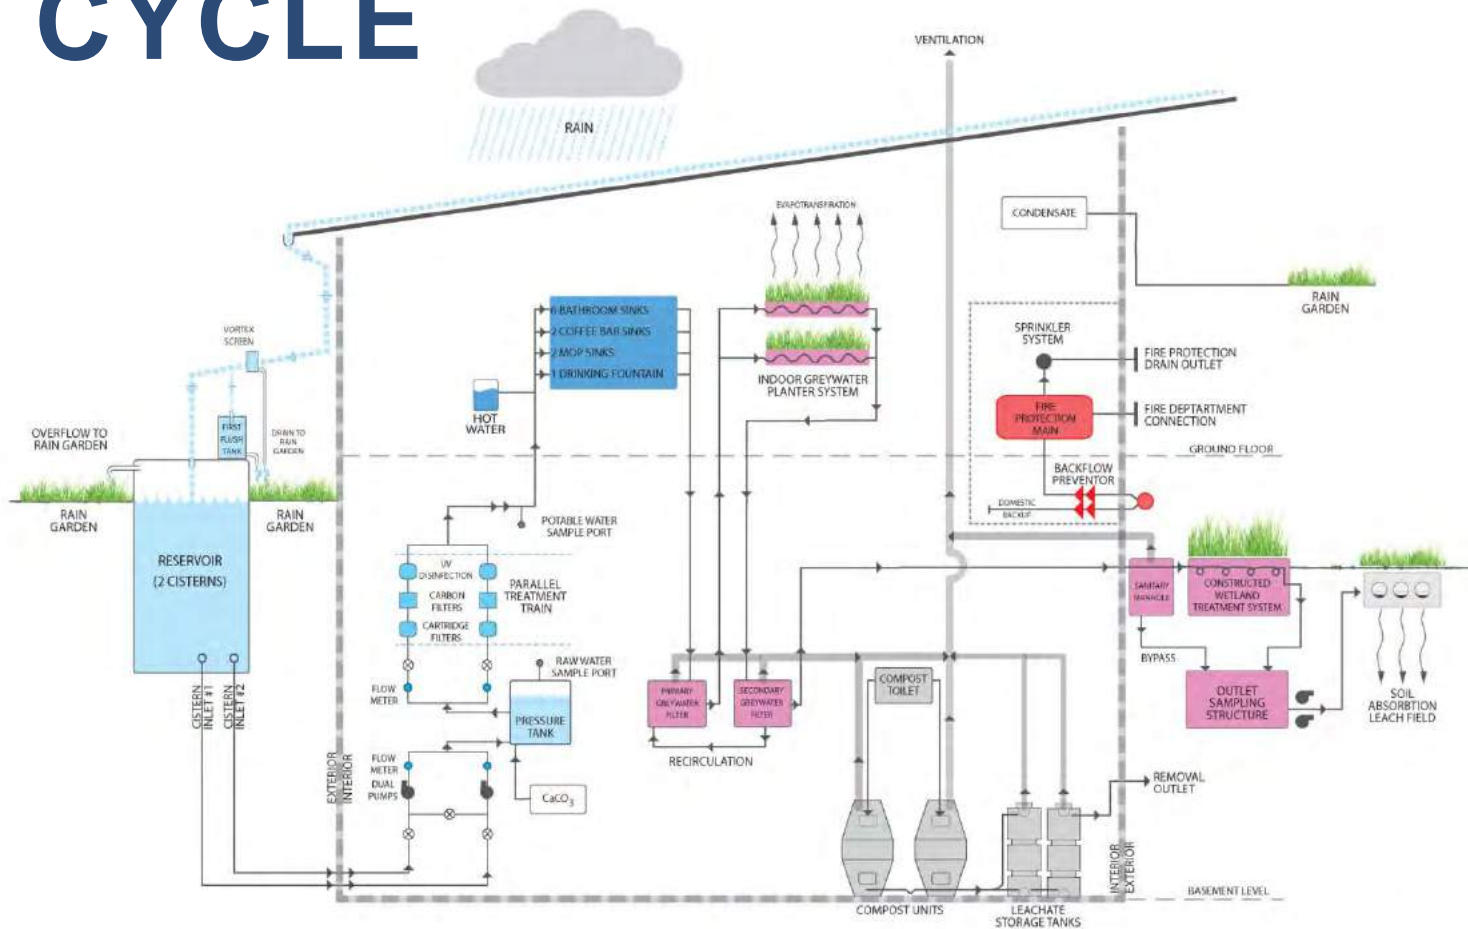 CYCLE
VENTILATION
RAIN
EVAPOTRANSPIRATION
CONDENSATE
RAIN
GARDEN
VORTEX
SCREEN
6 BATHROOM SINKS
2 COFFEE BAR SINKS
2 MOP SINKS
1 DRINKING FOUNTAIN
HOT
WATER
INDOOR GREYWATER
PLANTER SYSTEM
SPRINKLER
SYSTEM
FIRE PROTECTION
DRAIN OUTLET
FIRE
PROTECTION
MAIN
FIRE DEPTARTMENT
CONNECTION
OVERFLOW TO
RAIN GARDEN
FIRST
FLUSH
TANK
DRAIN TO
RAIN
GARDEN
GROUND FLOOR
BACKFLOW
PREVENTOR
DOMESTIC
BACKUP
RAIN
GARDEN
RAIN
GARDEN
RESERVOIR
(2 CISTERNS)
POTABLE WATER
SAMPLE PORT
UV
DISINFECTION
CARBON
FILTERS
CARTRIDGE
FILTERS
PARALLEL
TREATMENT
TRAIN
SANITARY
MANHOLE
CONSTRUCTED
WETLAND
TREATMENT SYSTEM
BYPASS
RAW WATER
SAMPLE PORT
FLOW
METER
PRESSURE
TANK
PRIMARY
GREYWATER
FILTER
SECONDARY
GREYWATER
FILTER
COMPOST
TOILET
OUTLET
SAMPLING
STRUCTURE
SOIL
ABSORBTION
LEACH FIELD
CISTERN
INLET #1
CISTERN
INLET #2
RECIRCULATION
FLOW
METER
DUAL
PUMPS
CaCO3
EXTERIOR
INTERIOR
REMOVAL
OUTLET
INTERIOR
EXTERIOR
BASEMENT LEVEL
COMPOST UNITS
LEACHATE
STORAGE TANKS